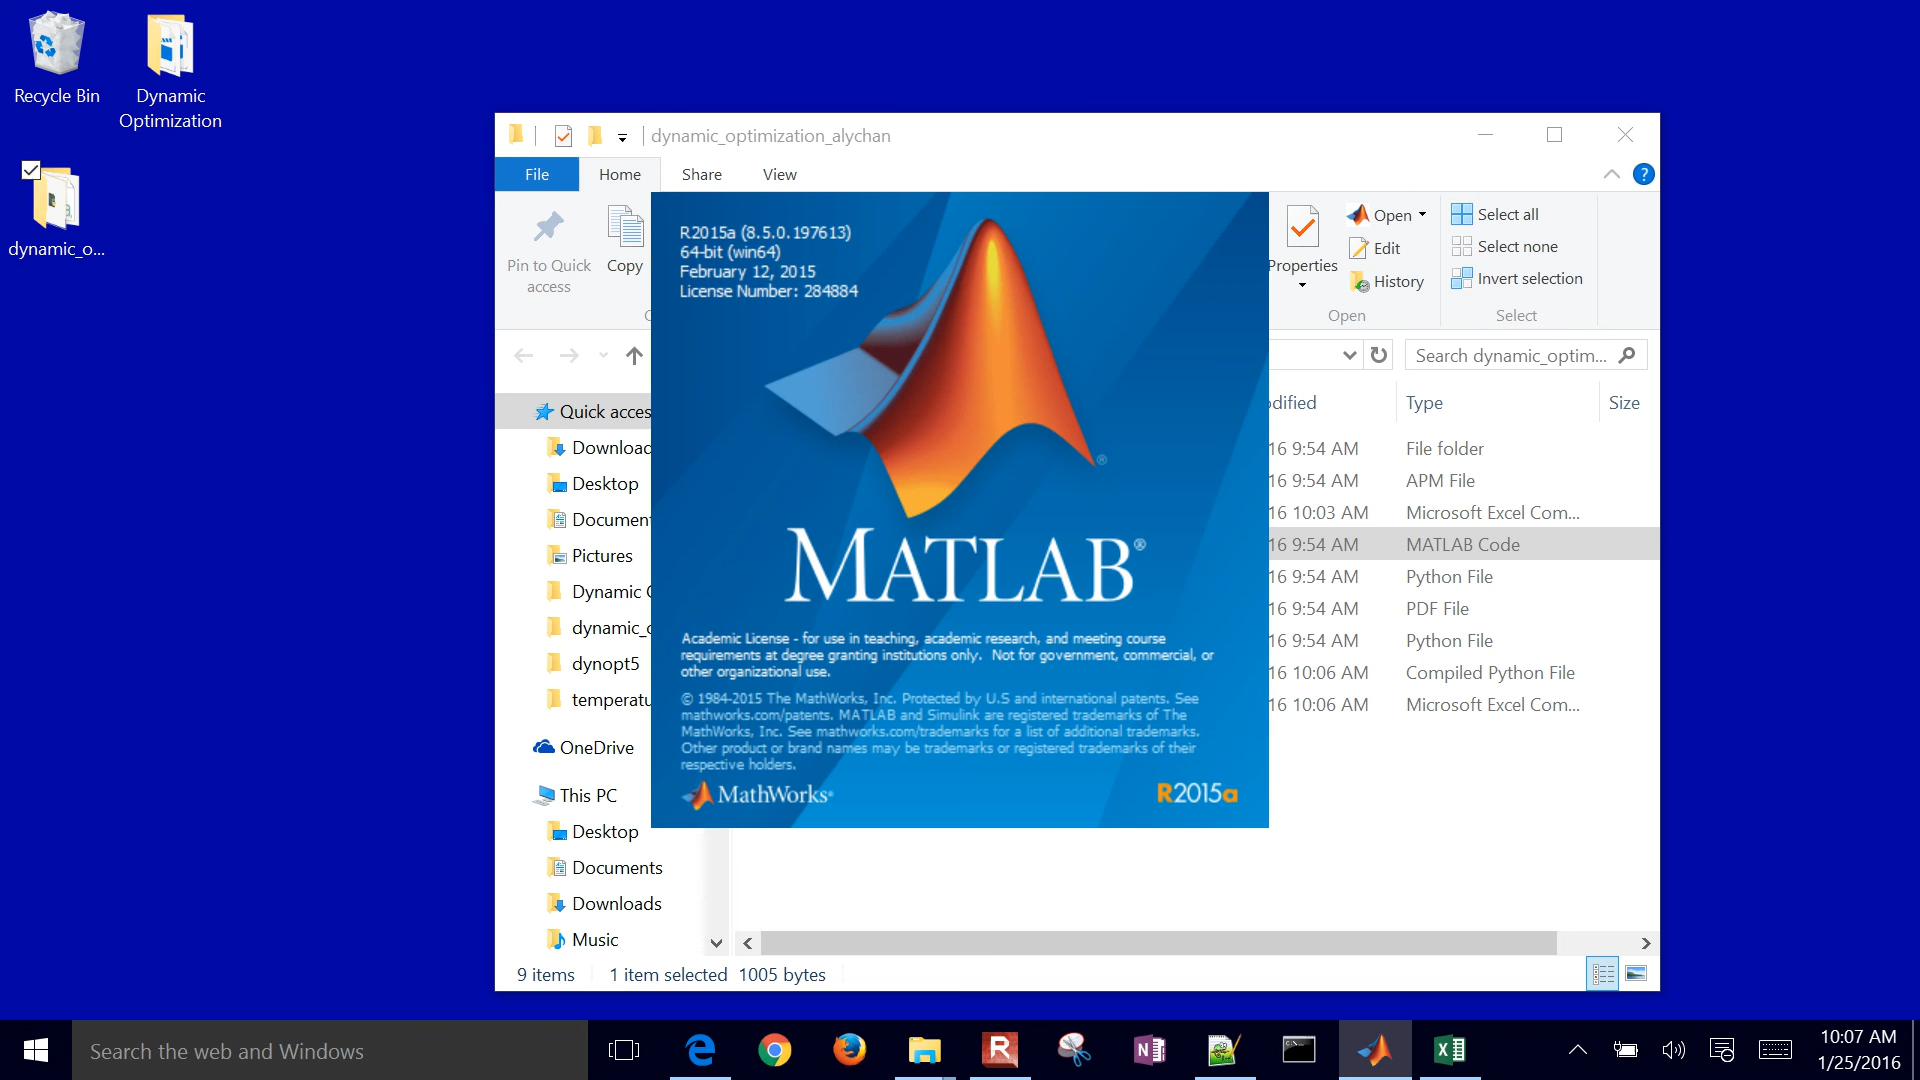 Recycle Bin
Dynamic
Optimization
dynamic_o...
dynamic_optimization_alychan
File
Home
Share
View
Pin to Quick
access
Copy
Properties
Open
Edit
History
Open
Select all
Select none
Invert selection
Select
Search dynamic_optim...
Quick acces
Downloa
Desktop
Documen
Pictures
Dynamic
dynamic_
dynopt5
temperatu
OneDrive
This PC
Desktop
Documents
Downloads
Music
Type
Size
16 9:54 AM File folder
16 9:54 AM APM File
16 10:03 AM Microsoft Excel Com...
16 9:54 AM MATLAB Code
16 9:54 AM Python File
16 9:54 AM PDF File
16 9:54 AM Python File
16 10:06 AM Compiled Python File
16 10:06 AM Microsoft Excel Com...
R2015a (8.5.0.197613)
64-bit (win64)
February 12, 2015
License Number: 284884
MATLAB®
Academic License - for use in teaching, academic research, and meeting course
requirements at degree granting institutions only. Not for government, commercial, or
other organizational use.
© 1984-2015 The MathWorks, Inc. Protected by U.S and international patents. See
mathworks.com/patents. MATLAB and Simulink are registered trademarks of The
MathWorks, Inc. See mathworks.com/trademarks for a list of additional trademarks.
Other product or brand names may be trademarks or registered trademarks of their
respective holders.
MathWorks®
R2015a
9 items
1 item selected 1005 bytes
Search the web and Windows
10:07 AM
1/25/2016